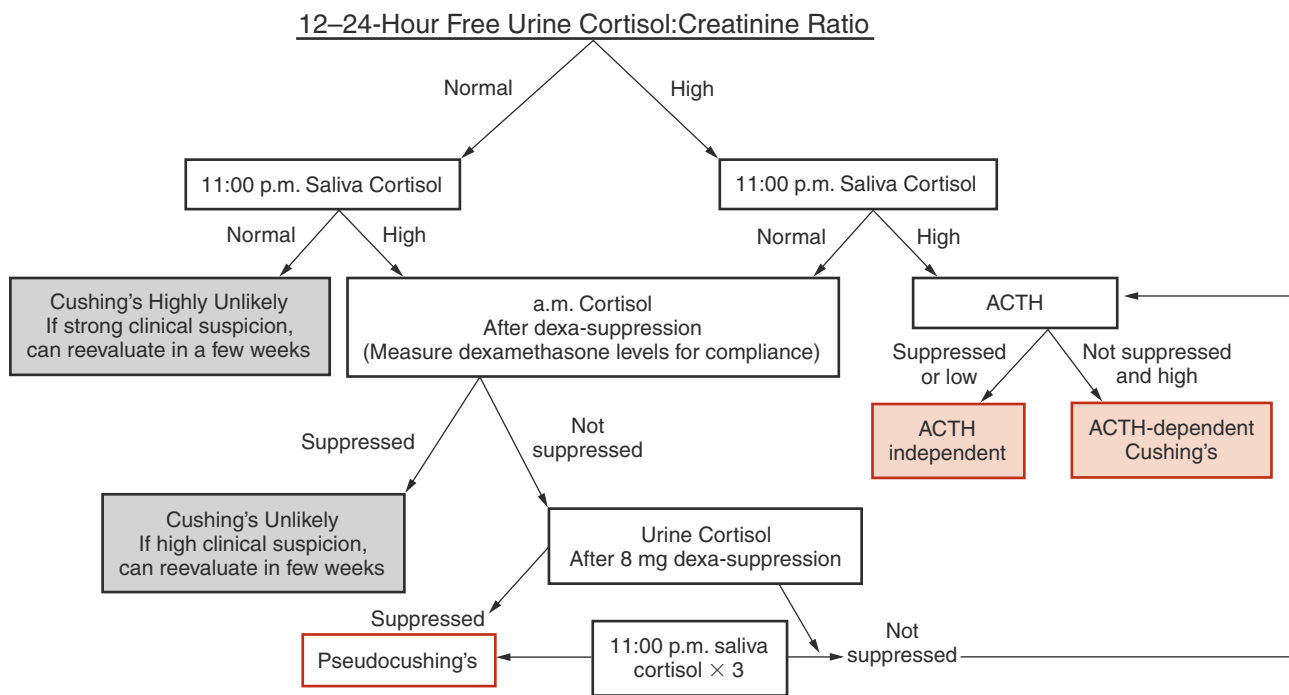 12–24-Hour Free Urine Cortisol:Creatinine Ratio
Normal
High
11:00 p.m. Saliva Cortisol
11:00 p.m. Saliva Cortisol
Normal
High
Normal
High
Cushing's Highly Unlikely
If strong clinical suspicion,
can reevaluate in a few weeks
a.m. Cortisol
After dexa-suppression
(Measure dexamethasone levels for compliance)
ACTH
Suppressed
or low
Not suppressed
and high
ACTH
independent
ACTH-dependent
Cushing's
Suppressed
Not
suppressed
Cushing's Unlikely
If high clinical suspicion,
can reevaluate in few weeks
Urine Cortisol
After 8 mg dexa-suppression
Suppressed
Pseudocushing's
11:00 p.m. saliva
cortisol × 3
Not
suppressed